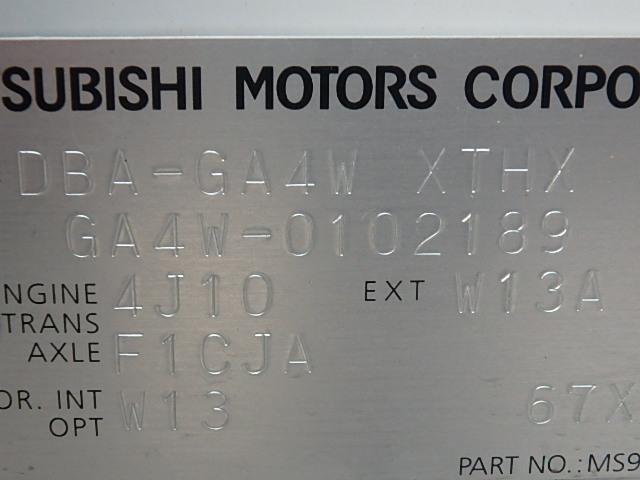 SUBISHI MOTORS CORPO
DBA-GA4W XTHX
GA4W-0102189
NGINE 4J10 EXT W13A
TRANS
AXLE F1CJA
OR. INT W13 67X
OPT
PART NO.: MS9